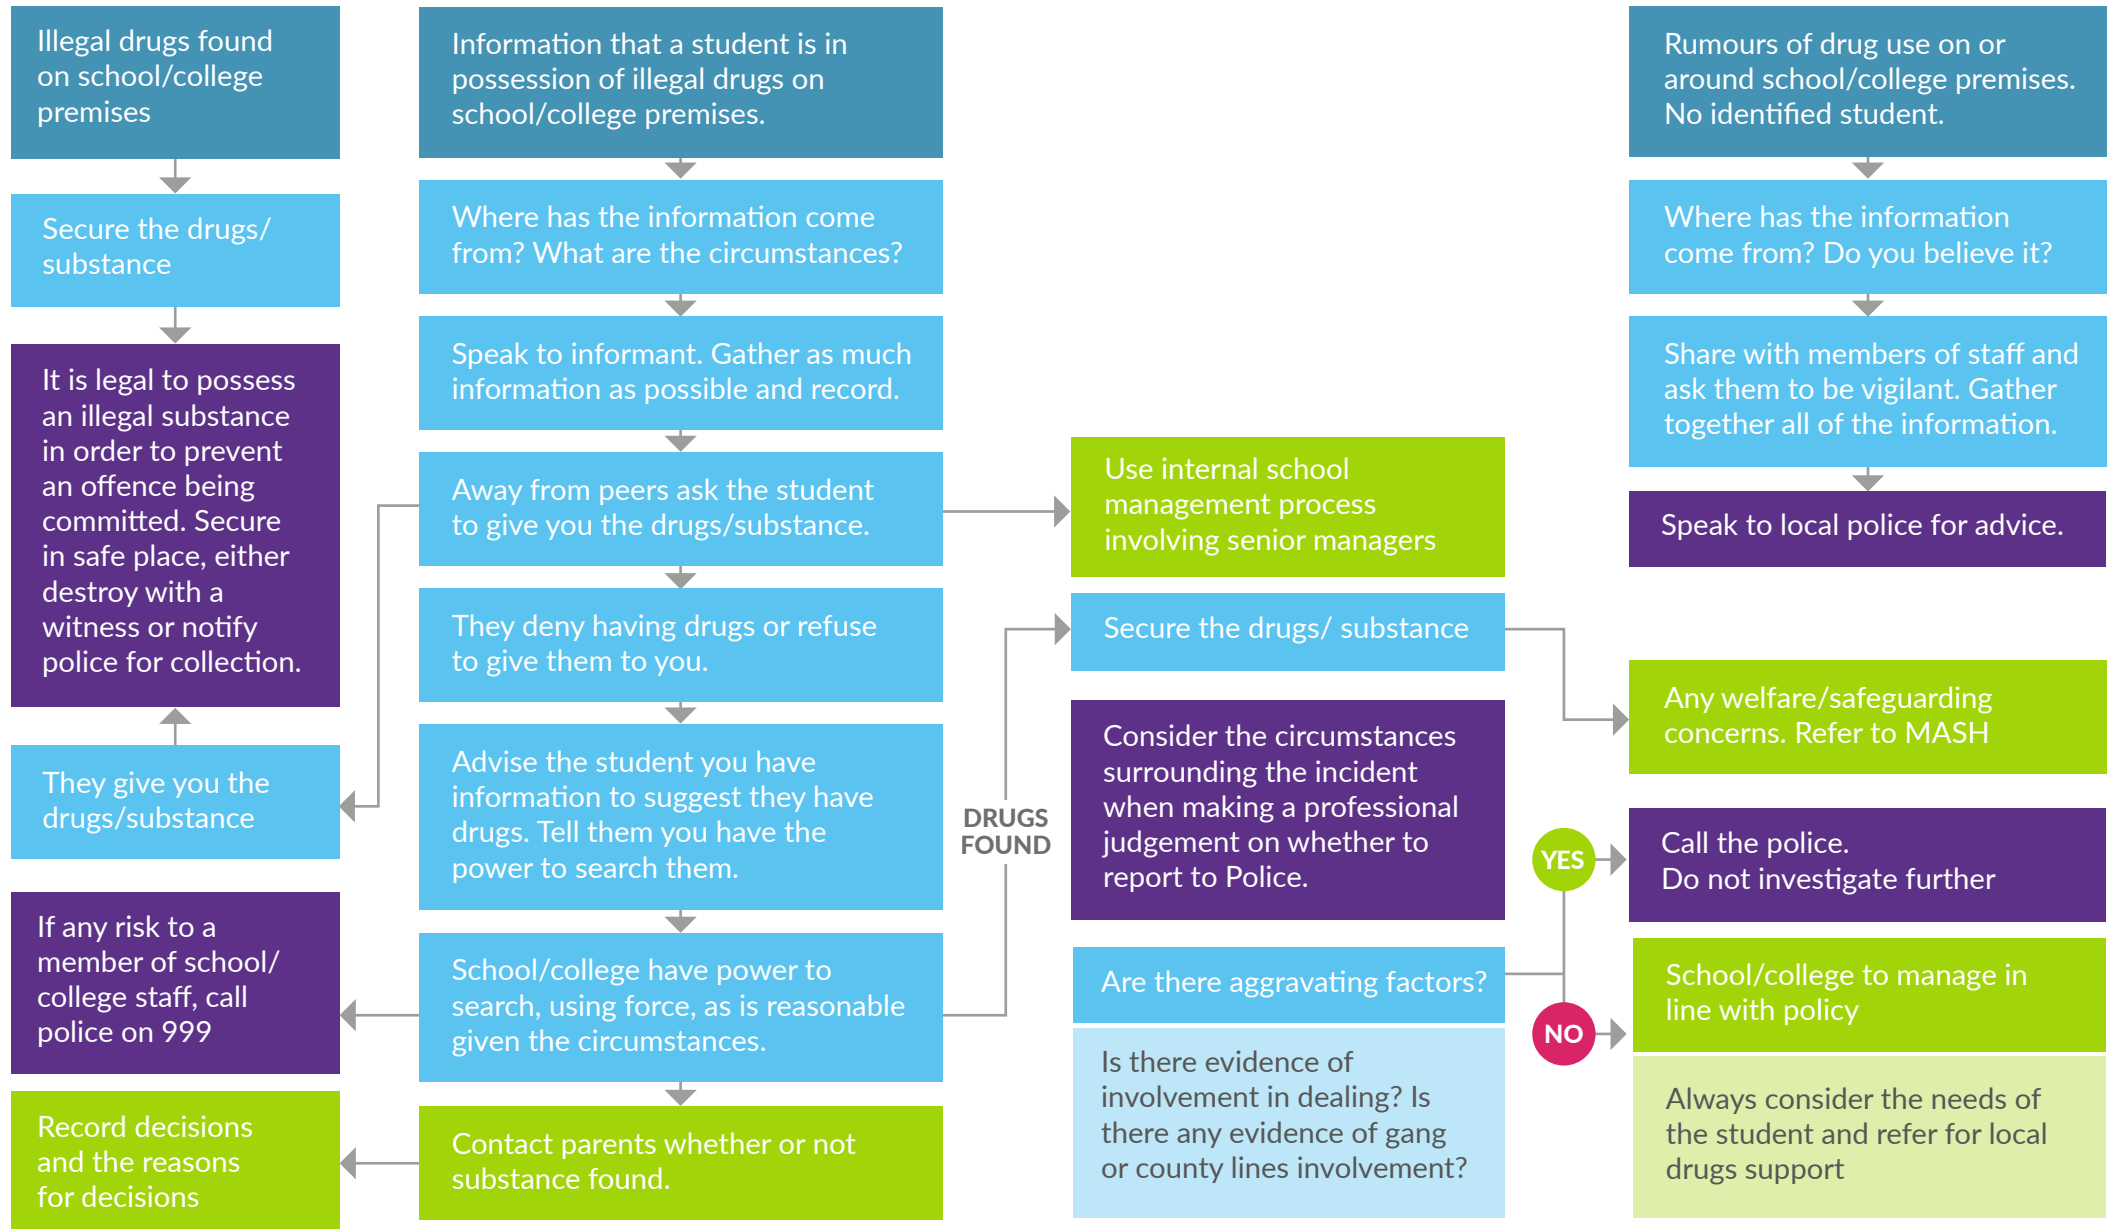 Illegal drugs found
on school/college
premises
Secure the drugs/
substance
It is legal to possess
an illegal substance
in order to prevent
an offence being
committed. Secure
in safe place, either
destroy with a
witness or notify
police for collection.
They give you the
drugs/substance
If any risk to a
member of school/
college staff, call
police on 999
Record decisions
and the reasons
for decisions
Information that a student is in
possession of illegal drugs on
school/college premises.
Where has the information come
from? What are the circumstances?
Speak to informant. Gather as much
information as possible and record.
Away from peers ask the student
to give you the drugs/substance.
They deny having drugs or refuse
to give them to you.
Advise the student you have
information to suggest they have
drugs. Tell them you have the
power to search them.
School/college have power to
search, using force, as is reasonable
given the circumstances.
Contact parents whether or not
substance found.
DRUGS
FOUND
Use internal school
management process
involving senior managers
Secure the drugs/ substance
Consider the circumstances
surrounding the incident
when making a professional
judgement on whether to
report to Police.
Are there aggravating factors?
Is there evidence of
involvement in dealing? Is
there any evidence of gang
or county lines involvement?
YES
NO
Rumours of drug use on or
around school/college premises.
No identified student.
Where has the information
come from? Do you believe it?
Share with members of staff and
ask them to be vigilant. Gather
together all of the information.
Speak to local police for advice.
Any welfare/safeguarding
concerns. Refer to MASH
Call the police.
Do not investigate further
School/college to manage in
line with policy
Always consider the needs of
the student and refer for local
drugs support